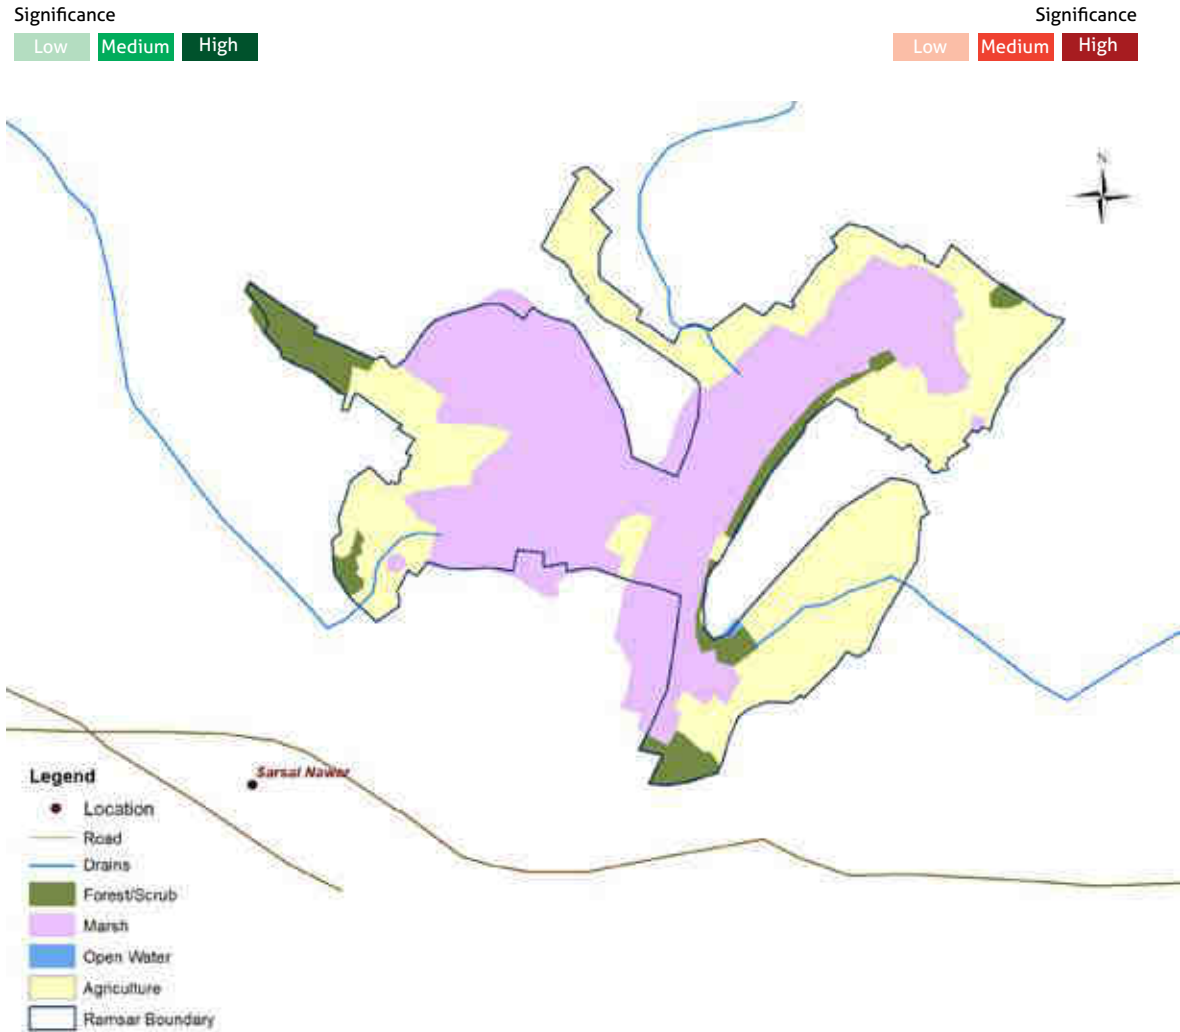 Significance
Significance
Low Medium High
Low Medium High
N
Sarsai Nawar
Legend
Location
Road
Drains
Forest/Scrub
Marsh
Open Water
Agriculture
Ramsar Boundary